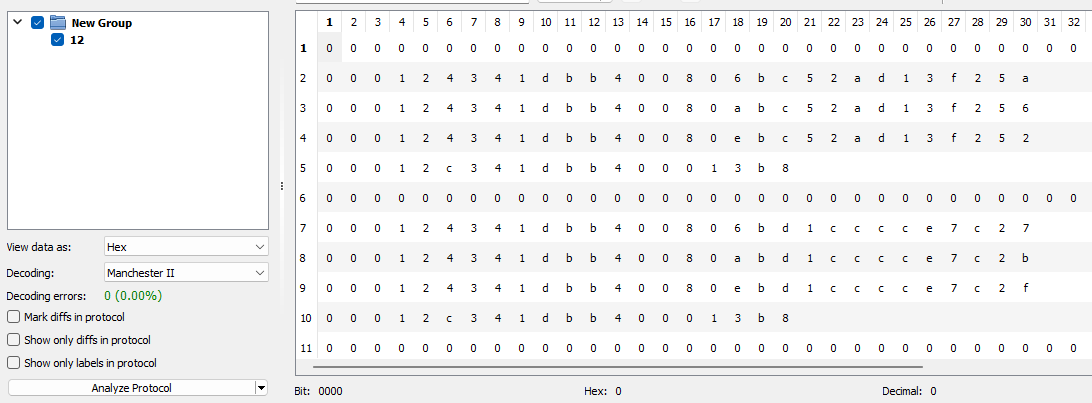 New Group
12
View data as: Hex
Decoding: Manchester II
Decoding errors: 0 (0.00%)
Mark diffs in protocol
Show only diffs in protocol
Show only labels in protocol
Analyze Protocol
1 2 3 4 5 6 7 8 9 10 11 12 13 14 15 16 17 18 19 20 21 22 23 24 25 26 27 28 29 30 31 32
1 0 0 0 0 0 0 0 0 0 0 0 0 0 0 0 0 0 0 0 0 0 0 0 0 0 0 0 0 0 0 0 0
2 0 0 0 1 2 4 3 4 1 d b b 4 0 0 8 0 6 b c 5 2 a d 1 3 f 2 5 a
3 0 0 0 1 2 4 3 4 1 d b b 4 0 0 8 0 a b c 5 2 a d 1 3 f 2 5 6
4 0 0 0 1 2 4 3 4 1 d b b 4 0 0 8 0 e b c 5 2 a d 1 3 f 2 5 2
5 0 0 0 1 2 c 3 4 1 d b b 4 0 0 0 1 3 b 8
6 0 0 0 0 0 0 0 0 0 0 0 0 0 0 0 0 0 0 0 0 0 0 0 0 0 0 0 0 0 0 0 0
7 0 0 0 1 2 4 3 4 1 d b b 4 0 0 8 0 6 b d 1 c c c c e 7 c 2 7
8 0 0 0 1 2 4 3 4 1 d b b 4 0 0 8 0 a b d 1 c c c c e 7 c 2 b
9 0 0 0 1 2 4 3 4 1 d b b 4 0 0 8 0 e b d 1 c c c c e 7 c 2 f
10 0 0 0 1 2 c 3 4 1 d b b 4 0 0 0 1 3 b 8
11 0 0 0 0 0 0 0 0 0 0 0 0 0 0 0 0 0 0 0 0 0 0 0 0 0 0 0 0 0 0 0 0
Bit: 0000 Hex: 0 Decimal: 0